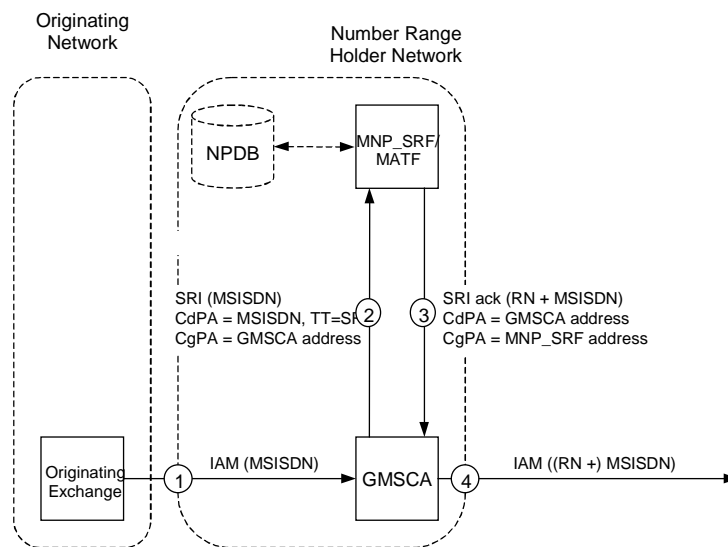 Originating
Network
Number Range
Holder Network
NPDB
MNP_SRF/
MATF
SRI (MSISDN)
CdPA = MSISDN, TT=
CgPA = GMSCA address
2
3
SRI ack (RN + MSISDN)
CdPA = GMSCA address
CgPA = MNP_SRF address
Originating
Exchange
1
IAM (MSISDN)
GMSCA
4
IAM ((RN +) MSISDN)